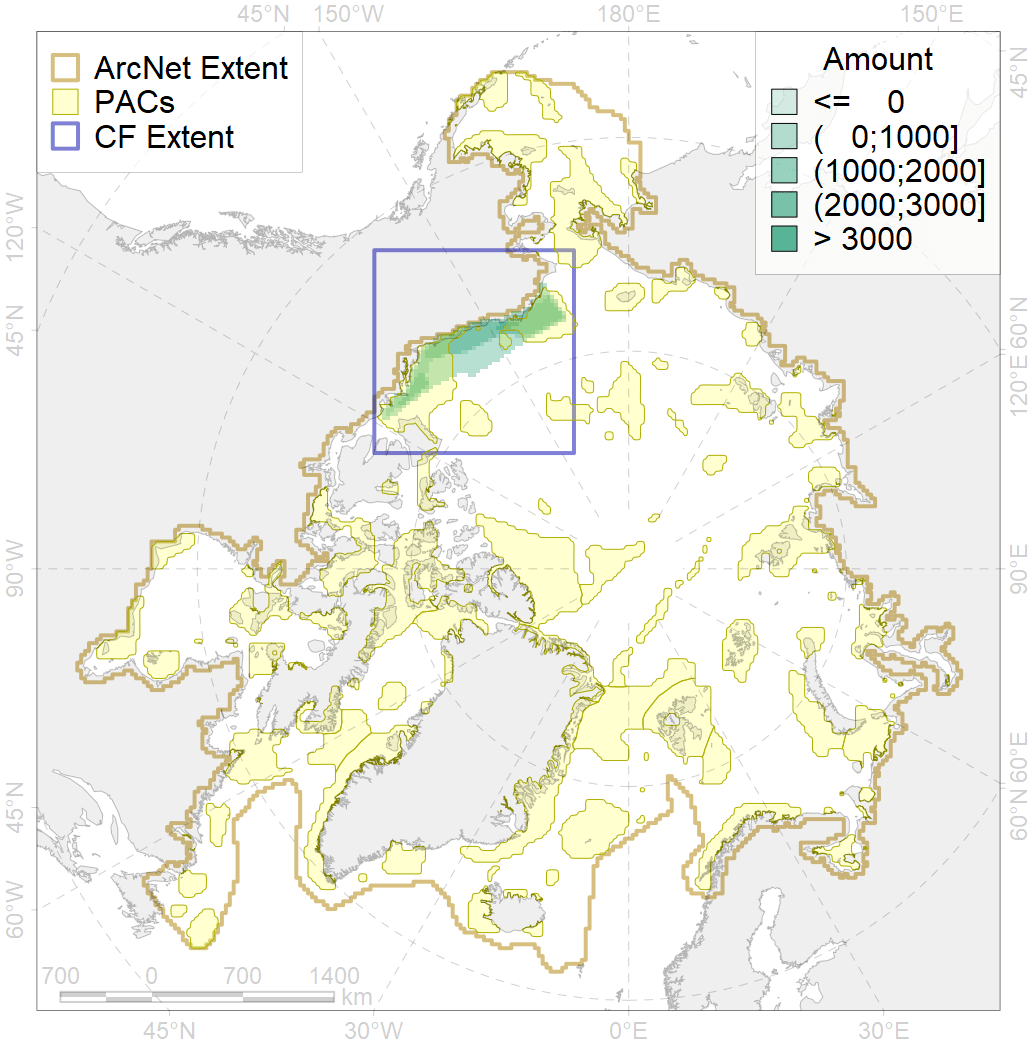 45°N 150°W 180°E 150°E
ArcNet Extent
PACs
CF Extent
Amount
<= 0
( 0;1000]
(1000;2000]
(2000;3000]
> 3000
45°N
120°W
45°N
90°W
45°N
60°W
60°N
120°E
90°E
60°E
60°N
700 0 700 1400
km
45°N 30°W 0°E 30°E